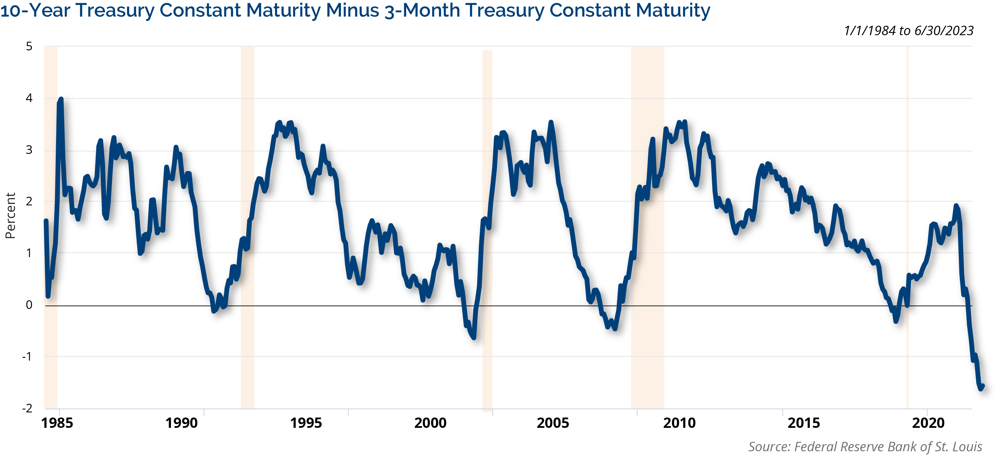 10-Year Treasury Constant Maturity Minus 3-Month Treasury Constant Maturity
1/1/1984 to 6/30/2023
5
4
3
2
1
0
-1
-2
Percent
1985 1990 1995 2000 2005 2010 2015 2020
Source: Federal Reserve Bank of St. Louis